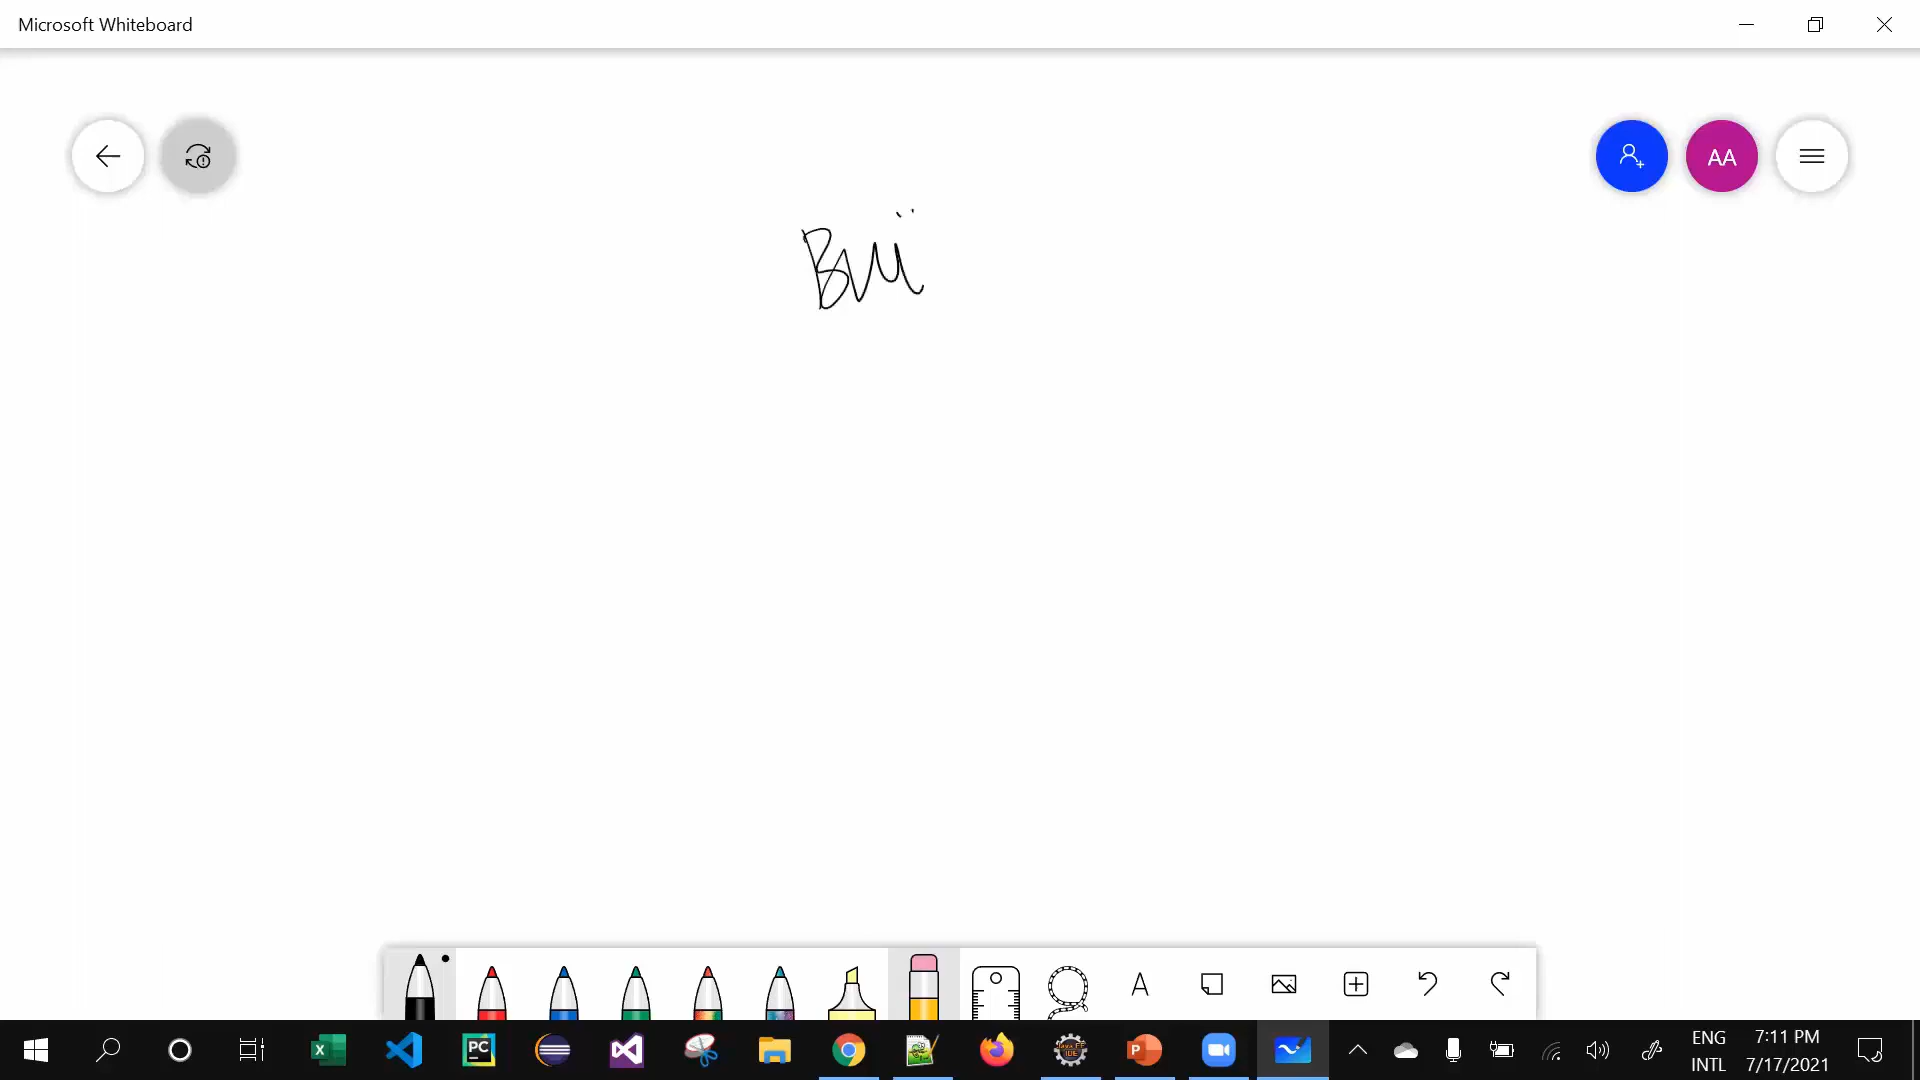 Microsoft Whiteboard
AA
Bui
A
ENG 7:11 PM
INTL 7/17/2021